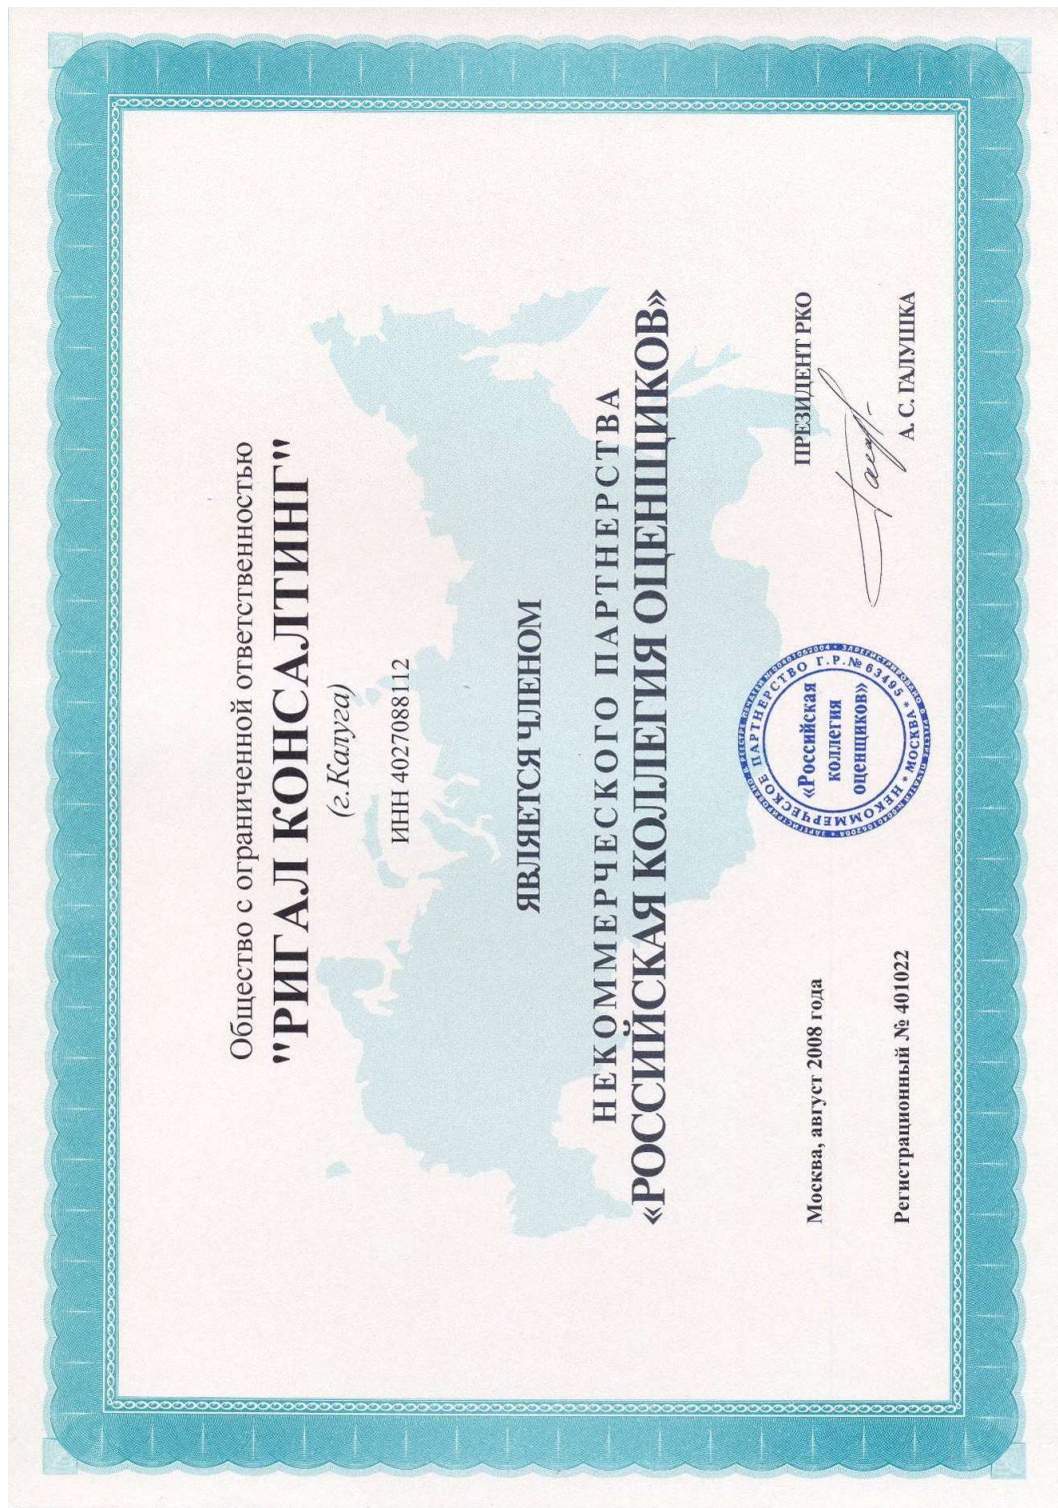 Общество с ограниченной ответственностью
"РИГАЛ КОНСАЛТИНГ"
(г.Калуга)
ИНН 4027088112
ЯВЛЯЕТСЯ ЧЛЕНОМ
НЕКОММЕРЧЕСКОГО ПАРТНЕРСТВА
«РОССИЙСКАЯ КОЛЛЕГИЯ ОЦЕНЩИКОВ»
ПРЕЗИДЕНТ РКО
А. С. ГАЛУШКА
НЕКОММЕРЧЕСКОЕ ПАРТНЕРСТВО Г.Р.№ 63495 * МОСКВА *
«Российская
коллегия
оценщиков»
Москва, август 2008 года
Регистрационный № 401022